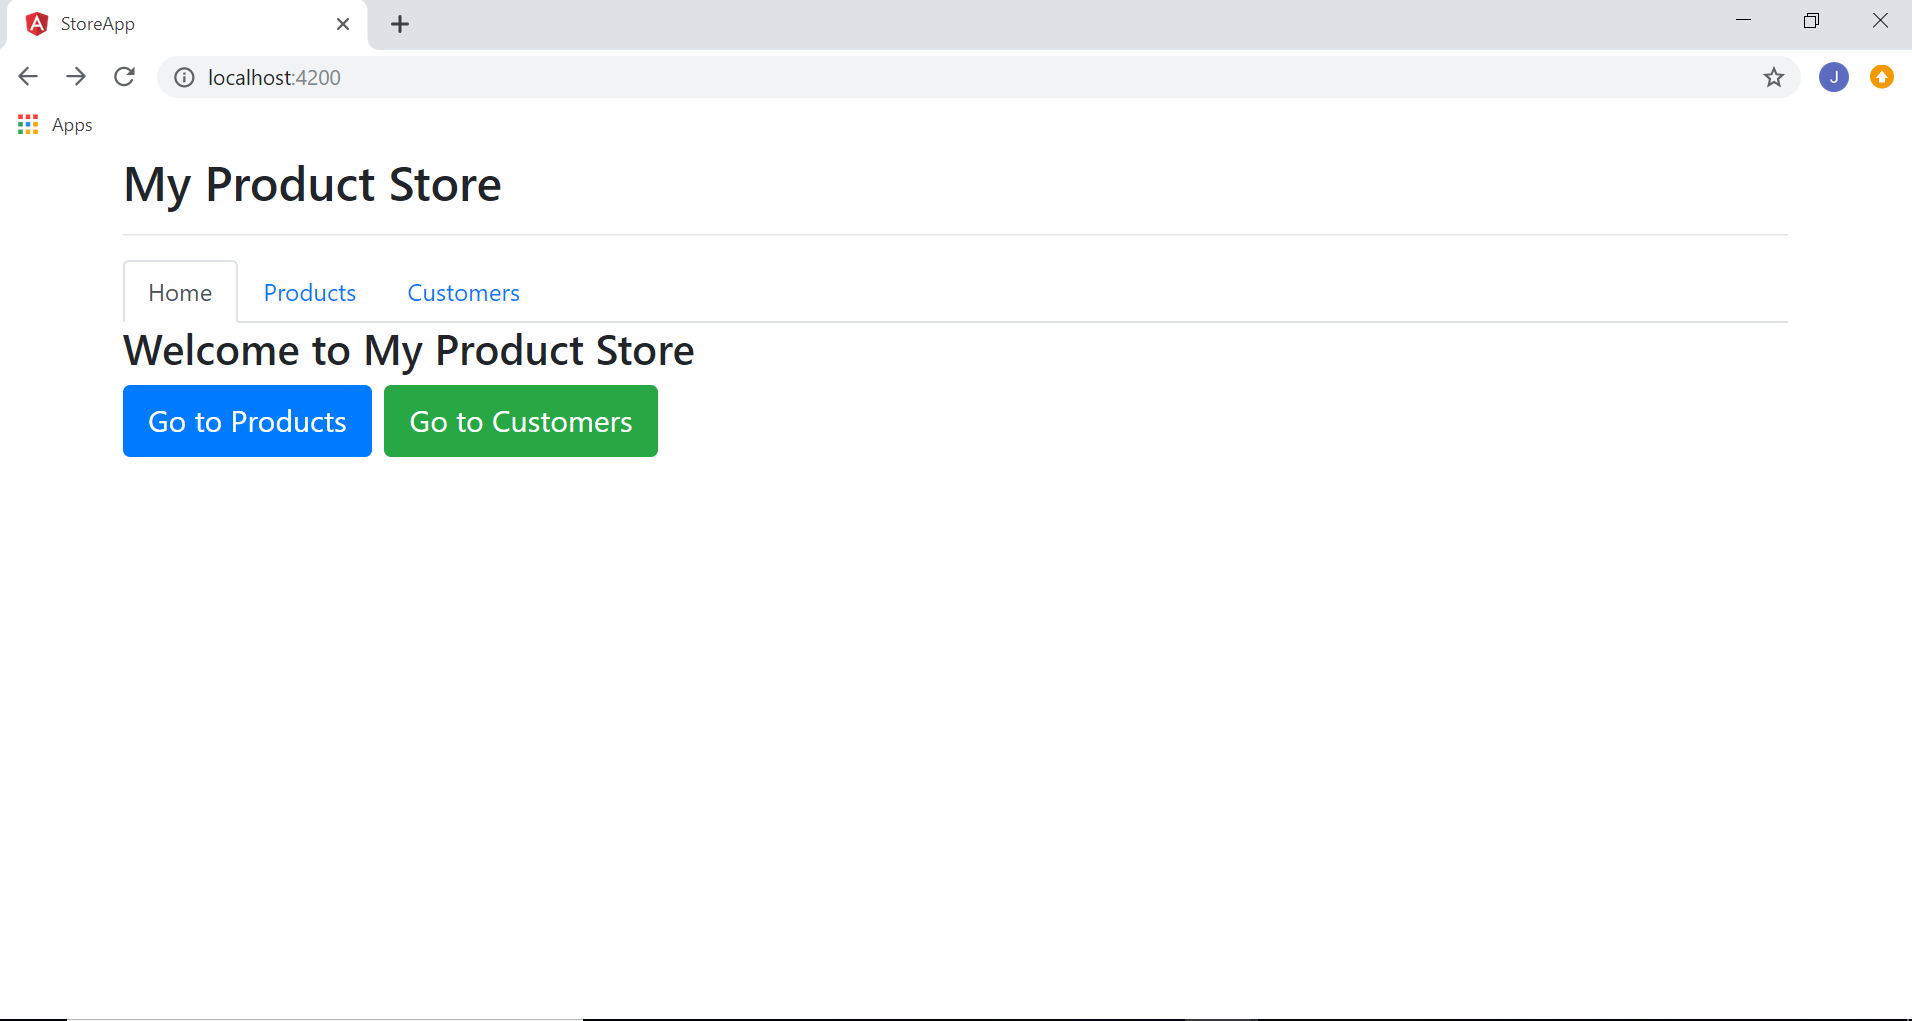 StoreApp
localhost:4200
J
Apps
My Product Store
Home Products Customers
Welcome to My Product Store
Go to Products Go to Customers